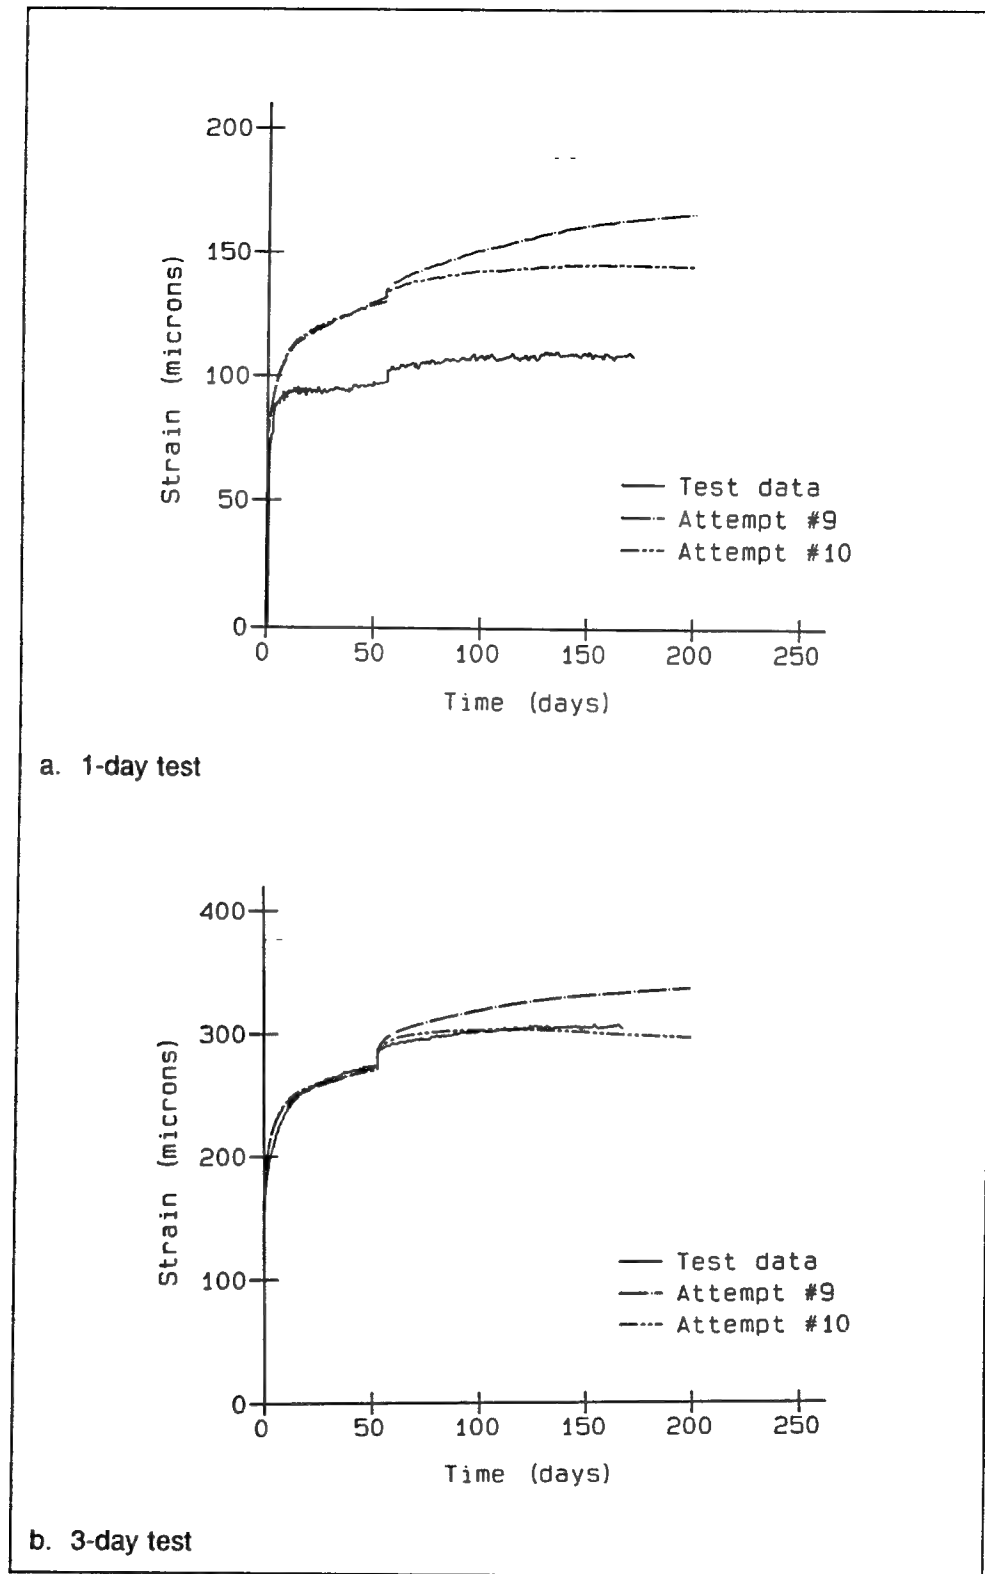 200
150
100
50
0
Strain (microns)
Test data
Attempt #9
Attempt #10
0 50 100 150 200 250
Time (days)
a. 1-day test
400
300
200
100
0
Strain (microns)
Test data
Attempt #9
Attempt #10
0 50 100 150 200 250
Time (days)
b. 3-day test